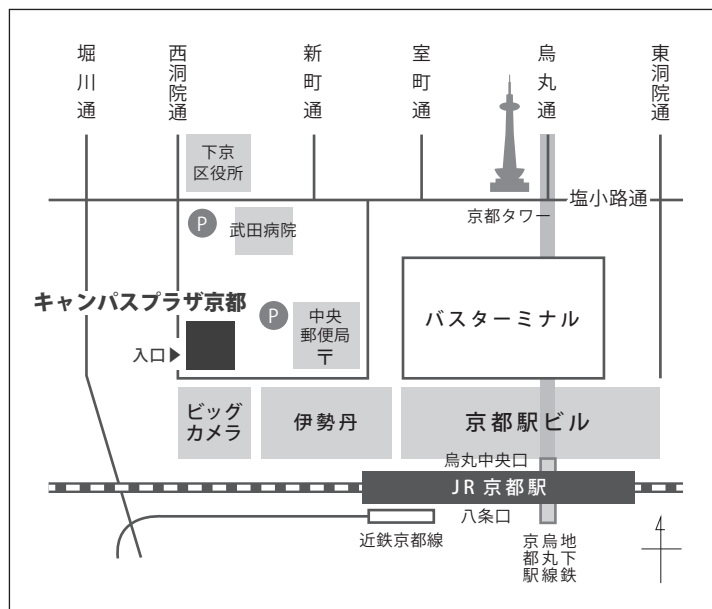 堀川通
西洞院通
新町通
室町通
烏丸通
東洞院通
下京
区役所
塩小路通
京都タワー
P
武田病院
キャンパスプラザ京都
P
中央
郵便局
〒
バスターミナル
入口▶
ビッグ
カメラ
伊勢丹
京都駅ビル
烏丸中央口
JR 京都駅
八条口
近鉄京都線
地下鉄
烏丸線
京都駅